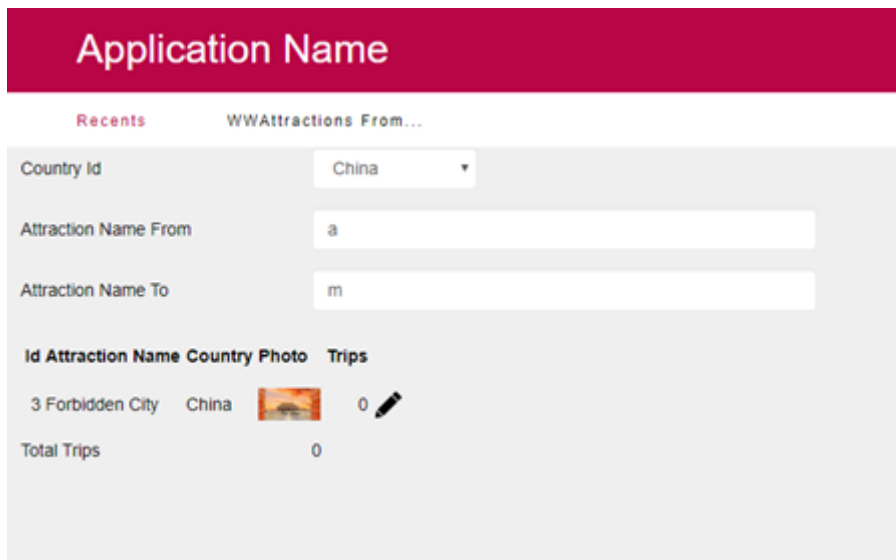 Application Name
Recents WWAttractions From...
Country Id China
Attraction Name From a
Attraction Name To m
Id Attraction Name Country Photo Trips
3 Forbidden City China 0
Total Trips 0